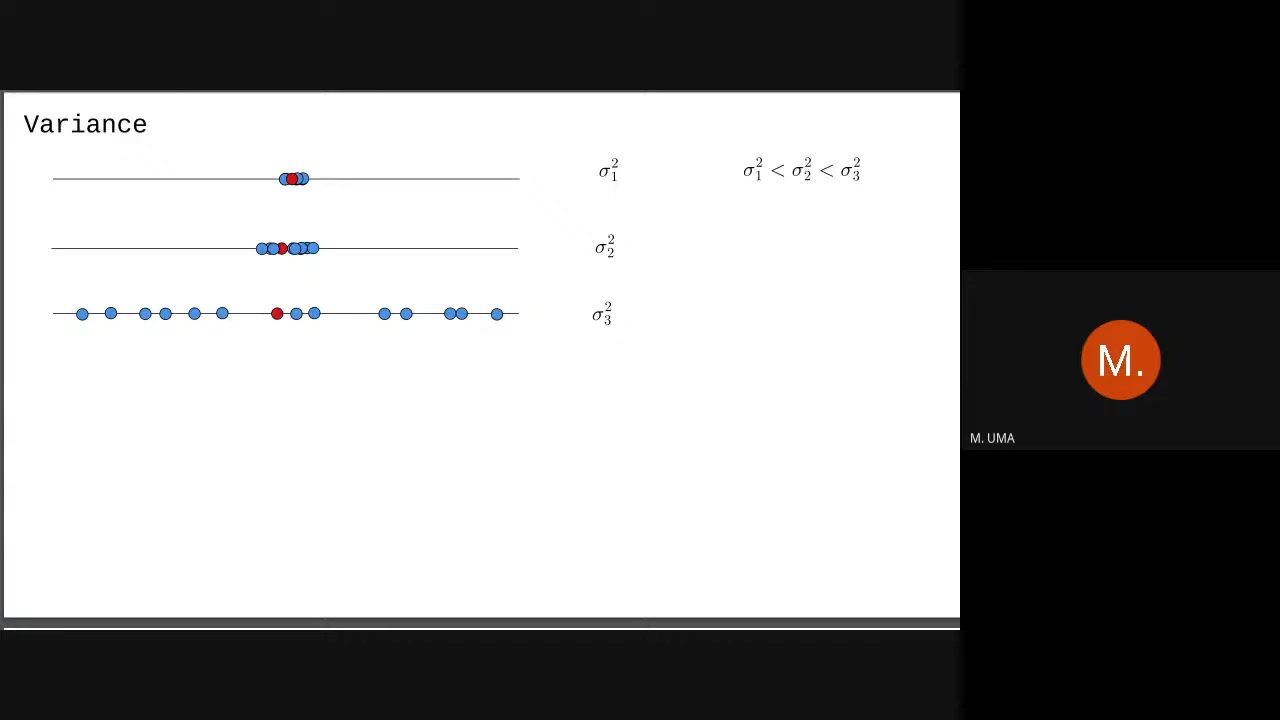 Variance
σ₁² σ₁² < σ₂² < σ₃²
σ₂²
σ₃²
M.
M. UMA